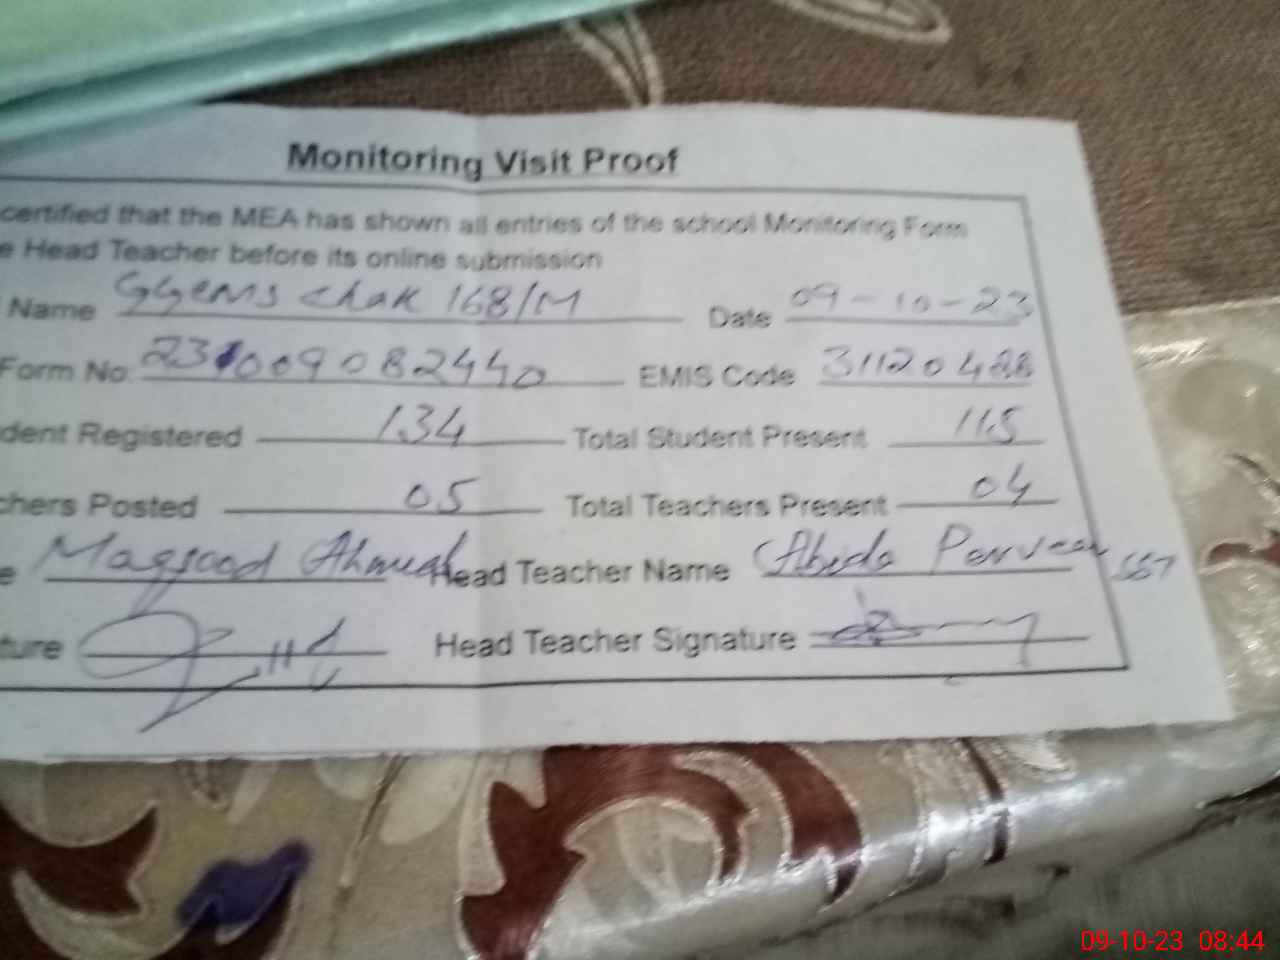 Monitoring Visit Proof
certified that the MEA has shown all entries of the school Monitoring Form
e Head Teacher before its online submission
Name GGEMS Chak 168/M Date 09-10-23
Form No. 231009082440 EMIS Code 31120488
dent Registered 134 Total Student Present 115
chers Posted 05 Total Teachers Present 04
e Maqsood Ahmed Head Teacher Name Abida Parveen SST
ture Head Teacher Signature
09-10-23 08:44